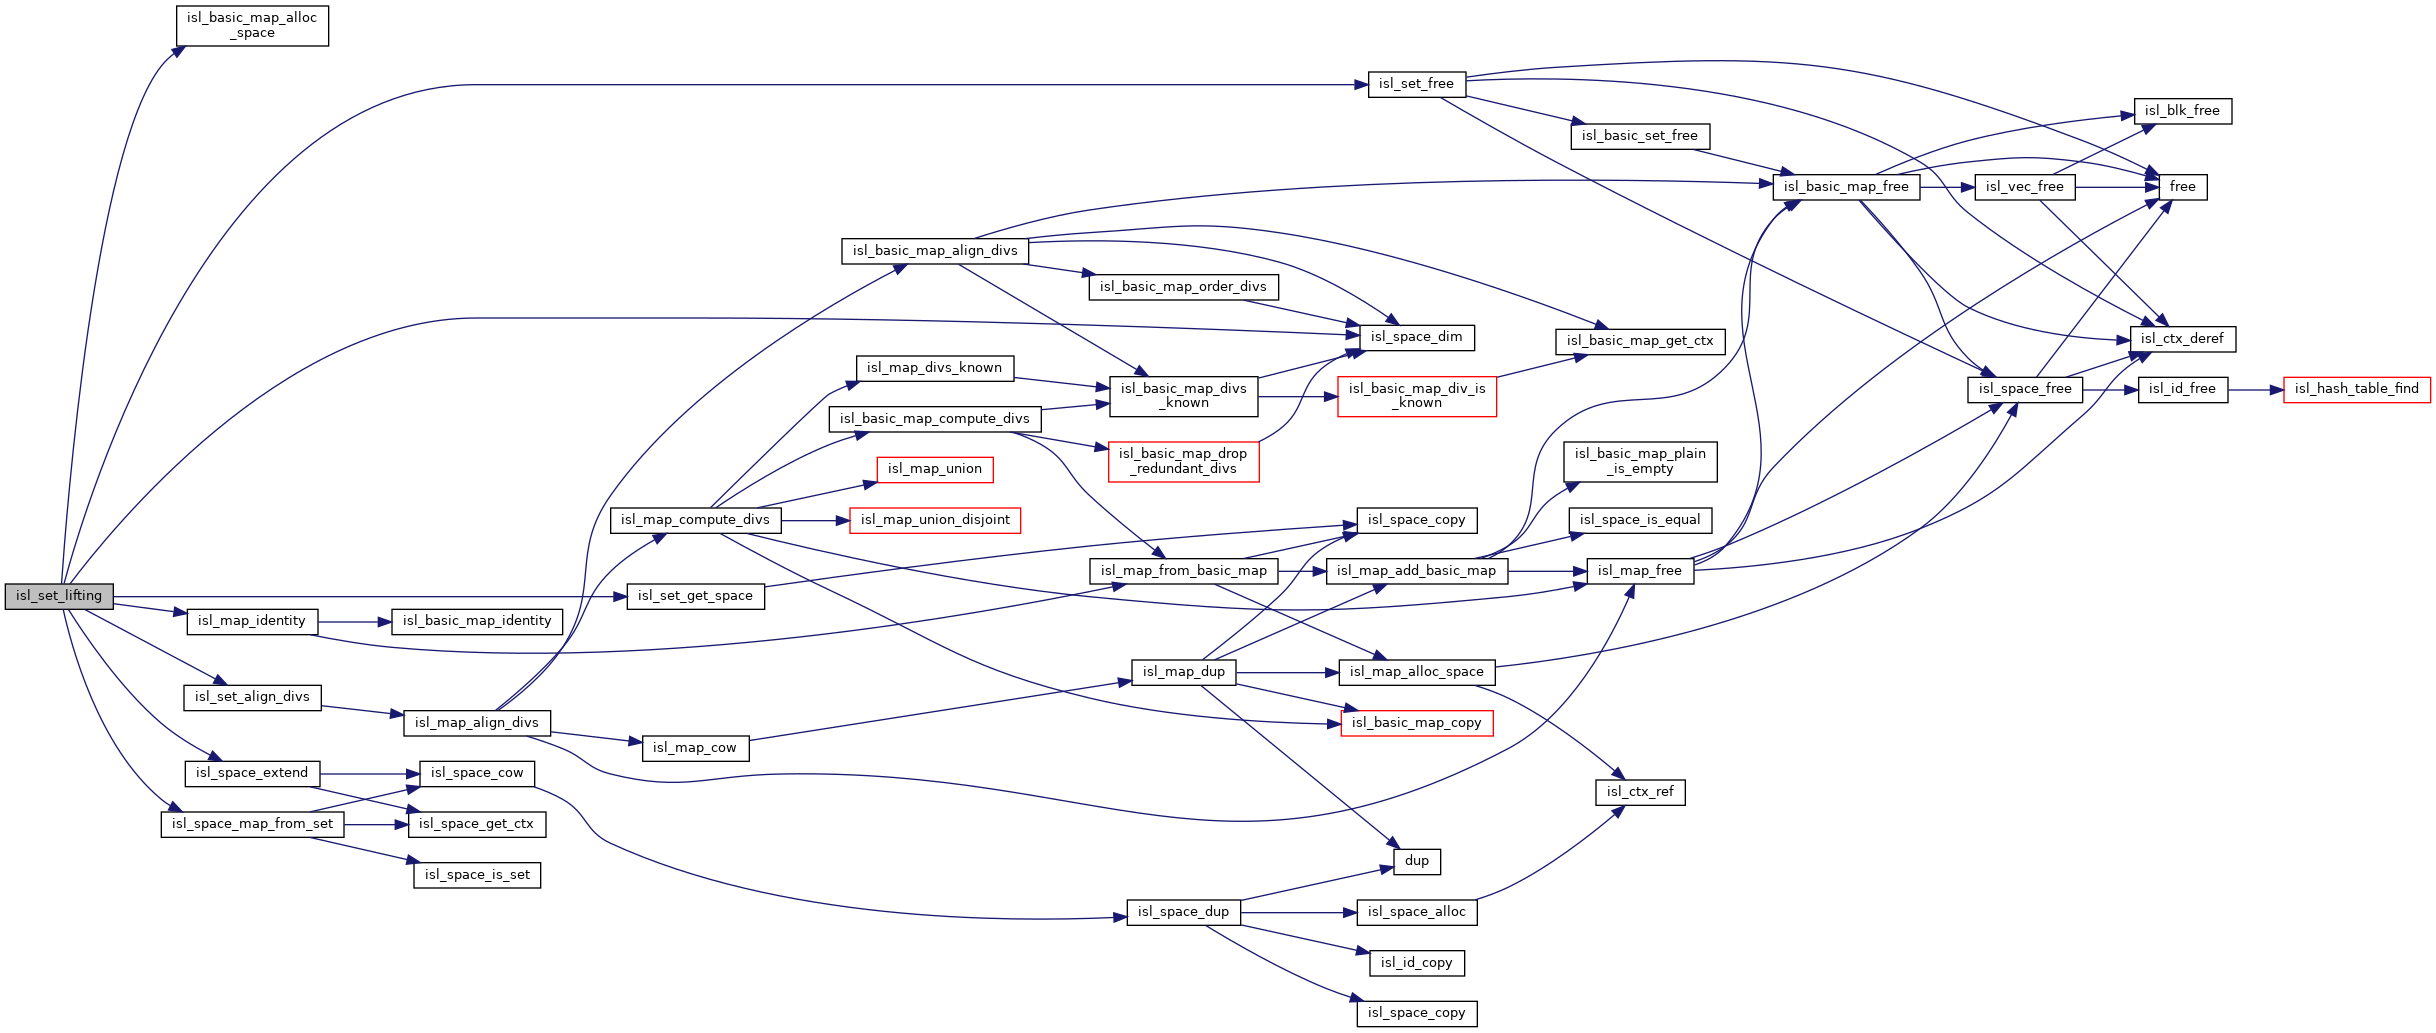 isl_basic_map_alloc
_space
isl_set_free
isl_blk_free
isl_basic_set_free
isl_basic_map_free
isl_vec_free
free
isl_basic_map_align_divs
isl_basic_map_order_divs
isl_space_dim
isl_basic_map_get_ctx
isl_ctx_deref
isl_map_divs_known
isl_basic_map_divs
_known
isl_basic_map_div_is
_known
isl_space_free
isl_id_free
isl_hash_table_find
isl_basic_map_compute_divs
isl_basic_map_drop
_redundant_divs
isl_map_union
isl_basic_map_plain
_is_empty
isl_map_compute_divs
isl_map_union_disjoint
isl_space_copy
isl_space_is_equal
isl_map_from_basic_map
isl_map_add_basic_map
isl_map_free
isl_set_lifting
isl_set_get_space
isl_map_identity
isl_basic_map_identity
isl_map_dup
isl_map_alloc_space
isl_set_align_divs
isl_map_align_divs
isl_basic_map_copy
isl_map_cow
isl_space_extend
isl_space_cow
isl_ctx_ref
isl_space_map_from_set
isl_space_get_ctx
dup
isl_space_is_set
isl_space_dup
isl_space_alloc
isl_id_copy
isl_space_copy